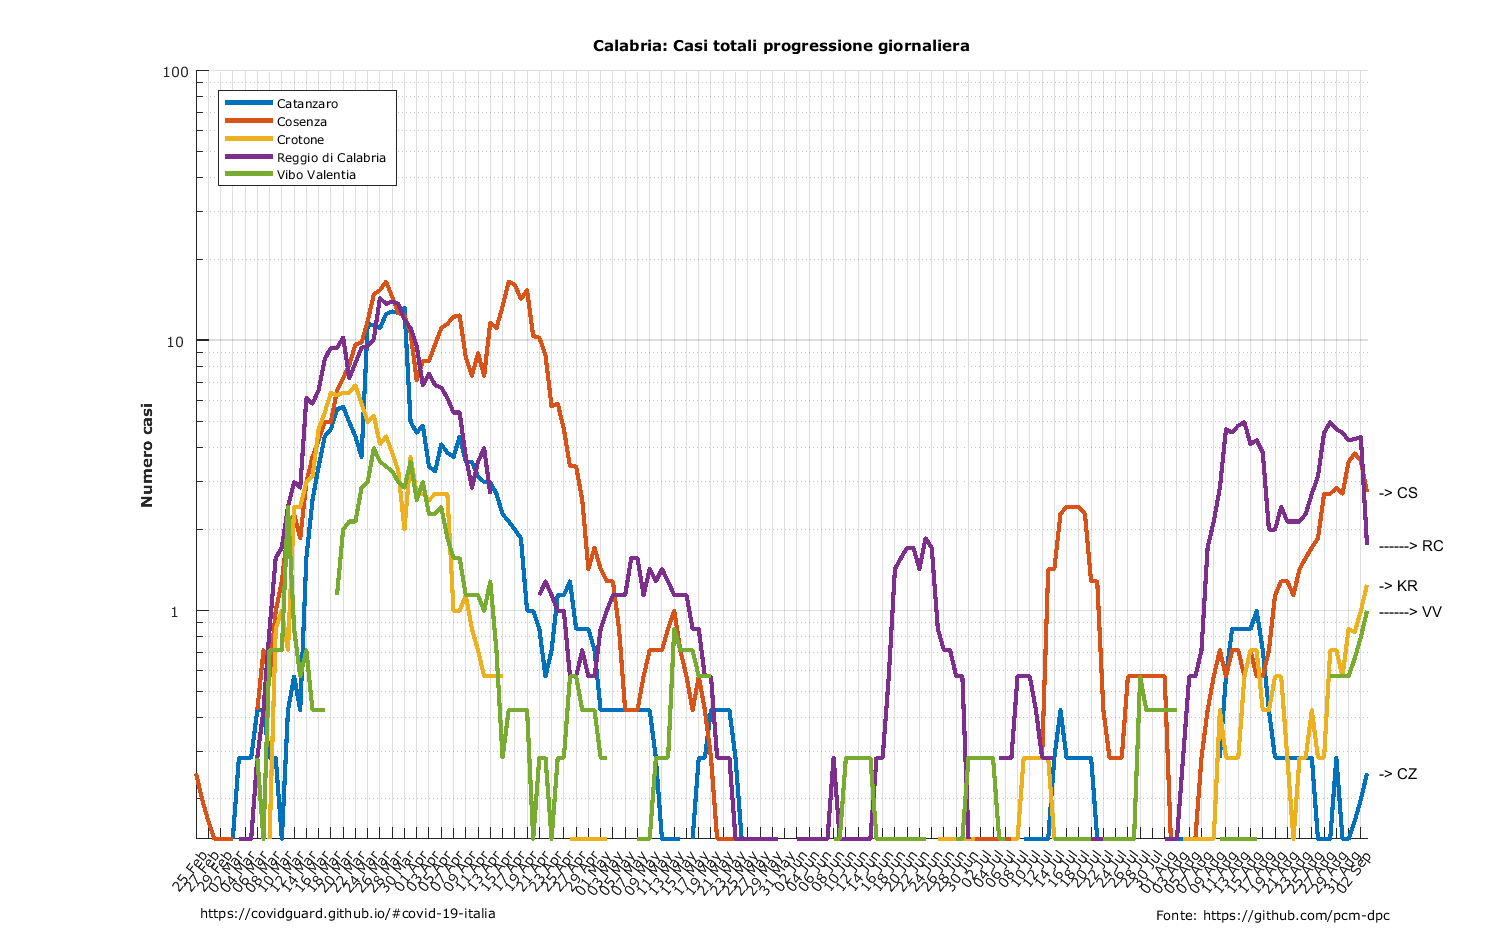 Calabria: Casi totali progressione giornaliera
100
10
1
Numero casi
Catanzaro
Cosenza
Crotone
Reggio di Calabria
Vibo Valentia
-> CS
------> RC
-> KR
------> VV
-> CZ
25 Feb
27 Feb
29 Feb
02 Mar
04 Mar
06 Mar
08 Mar
10 Mar
12 Mar
14 Mar
16 Mar
18 Mar
20 Mar
22 Mar
24 Mar
26 Mar
28 Mar
30 Mar
01 Apr
03 Apr
05 Apr
07 Apr
09 Apr
11 Apr
13 Apr
15 Apr
17 Apr
19 Apr
21 Apr
23 Apr
25 Apr
27 Apr
29 Apr
01 May
03 May
05 May
07 May
09 May
11 May
13 May
15 May
17 May
19 May
21 May
23 May
25 May
27 May
29 May
31 May
02 Jun
04 Jun
06 Jun
08 Jun
10 Jun
12 Jun
14 Jun
16 Jun
18 Jun
20 Jun
22 Jun
24 Jun
26 Jun
28 Jun
30 Jun
02 Jul
04 Jul
06 Jul
08 Jul
10 Jul
12 Jul
14 Jul
16 Jul
18 Jul
20 Jul
22 Jul
24 Jul
26 Jul
28 Jul
30 Jul
01 Aug
03 Aug
05 Aug
07 Aug
09 Aug
11 Aug
13 Aug
15 Aug
17 Aug
19 Aug
21 Aug
23 Aug
25 Aug
27 Aug
29 Aug
31 Aug
02 Sep
https://covidguard.github.io/#covid-19-italia
Fonte: https://github.com/pcm-dpc